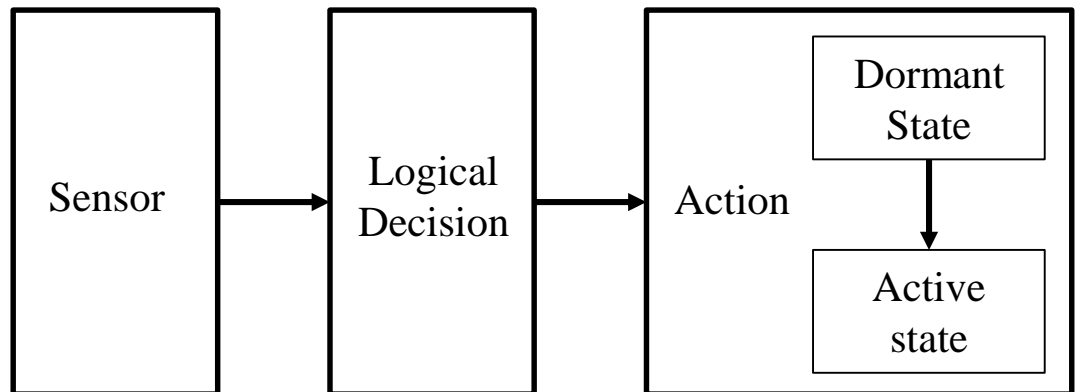 Sensor
Logical
Decision
Action
Dormant
State
Active
state